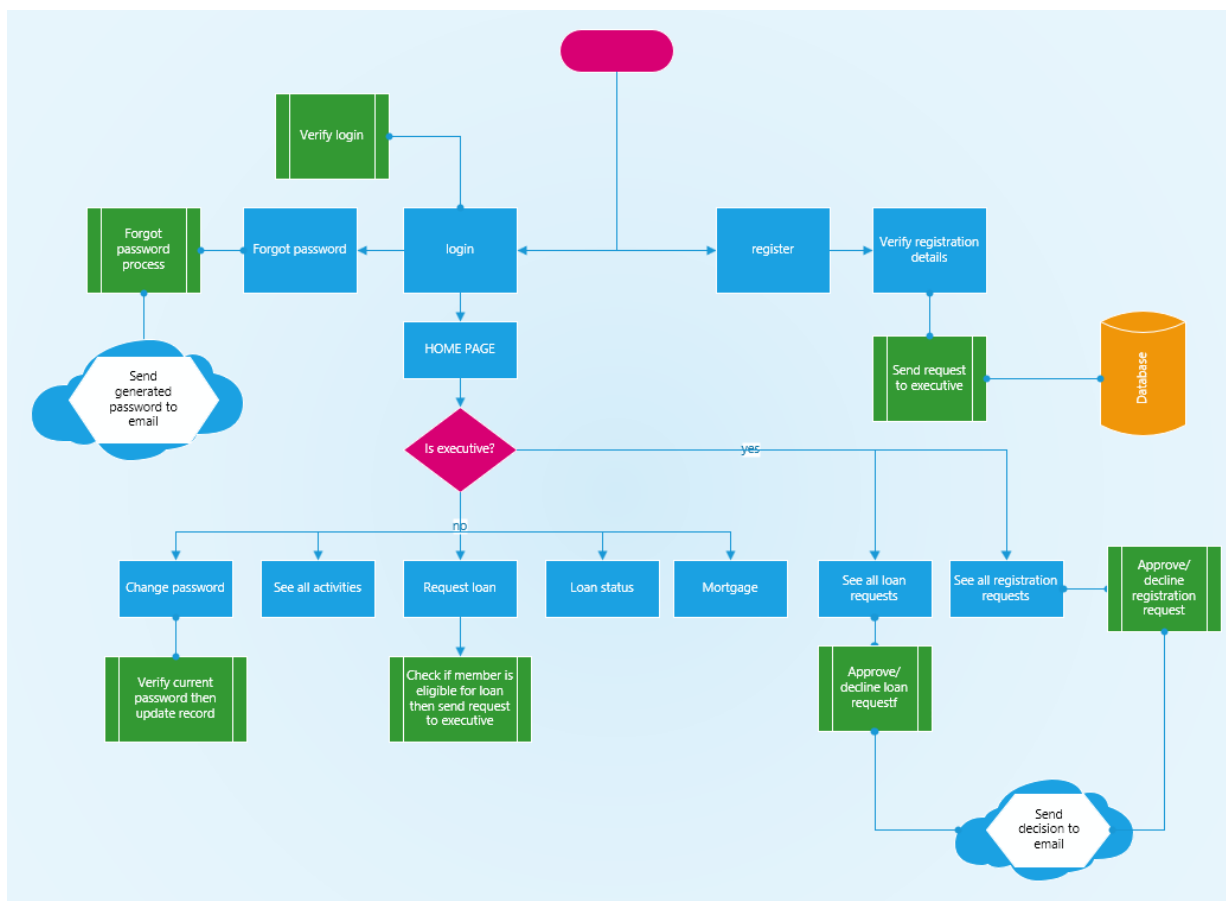 Verify login
Forgot
password
process
Forgot password
login
register
Verify registration
details
HOME PAGE
Send request
to executive
Database
Send
generated
password to
email
Is executive?
yes
no
Change password
See all activities
Request loan
Loan status
Mortgage
See all loan
requests
See all registration
requests
Approve/
decline
registration
request
Verify current
password then
update record
Check if member is
eligible for loan
then send request
to executive
Approve/
decline loan
requestf
Send
decision to
email